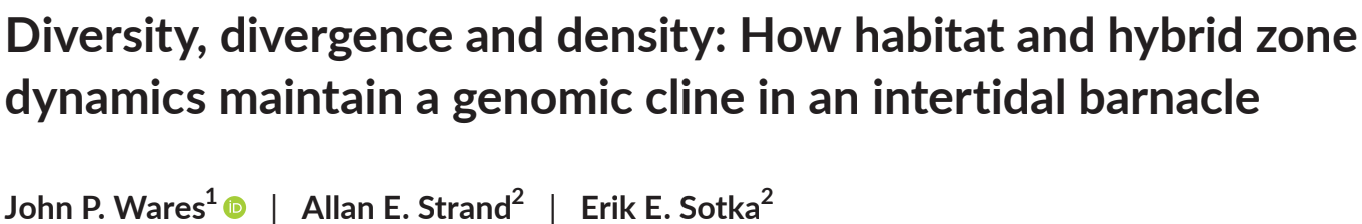 Diversity, divergence and density: How habitat and hybrid zone
dynamics maintain a genomic cline in an intertidal barnacle
John P. Wares1 iD | Allan E. Strand2 | Erik E. Sotka2